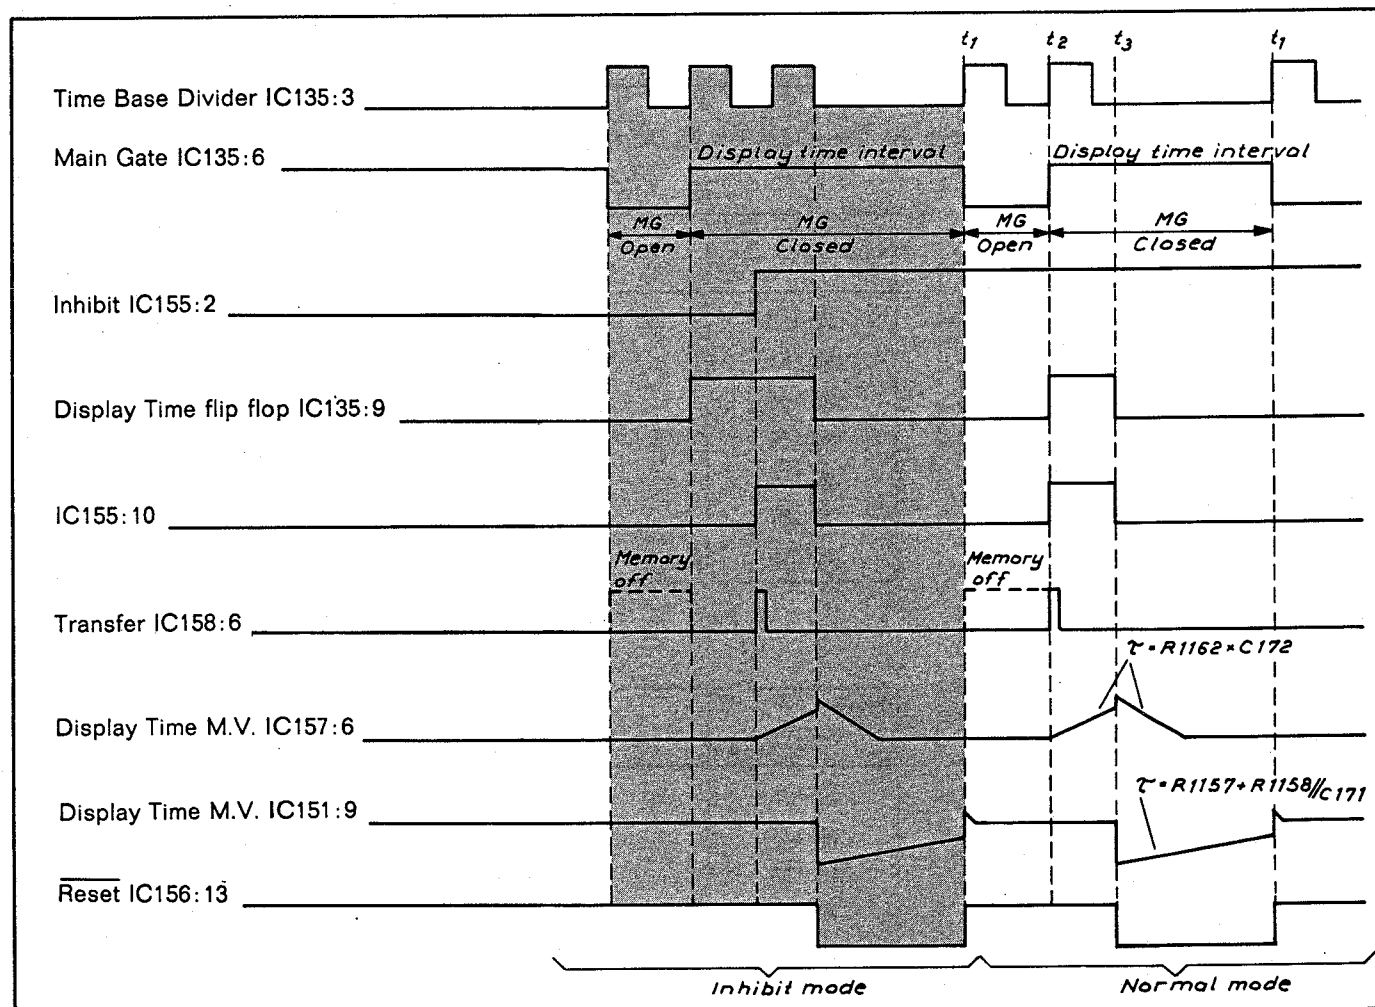 t1 t2 t3 t1
Time Base Divider IC135:3
Main Gate IC135:6
Display time interval Display time interval
MG Open MG Closed MG Open MG Closed
Inhibit IC155:2
Display Time flip flop IC135:9
IC155:10
Memory off Memory off
Transfer IC158:6
τ=R1162×C172
Display Time M.V. IC157:6
τ=R1157+R1158//C171
Display Time M.V. IC151:9
Reset IC156:13
Inhibit mode Normal mode